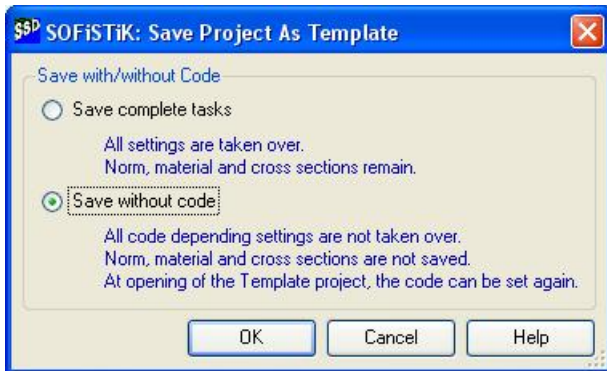 SSD SOFiSTiK: Save Project As Template
Save with/without Code
Save complete tasks
All settings are taken over.
Norm, material and cross sections remain.
Save without code
All code depending settings are not taken over.
Norm, material and cross sections are not saved.
At opening of the Template project, the code can be set again.
OK Cancel Help